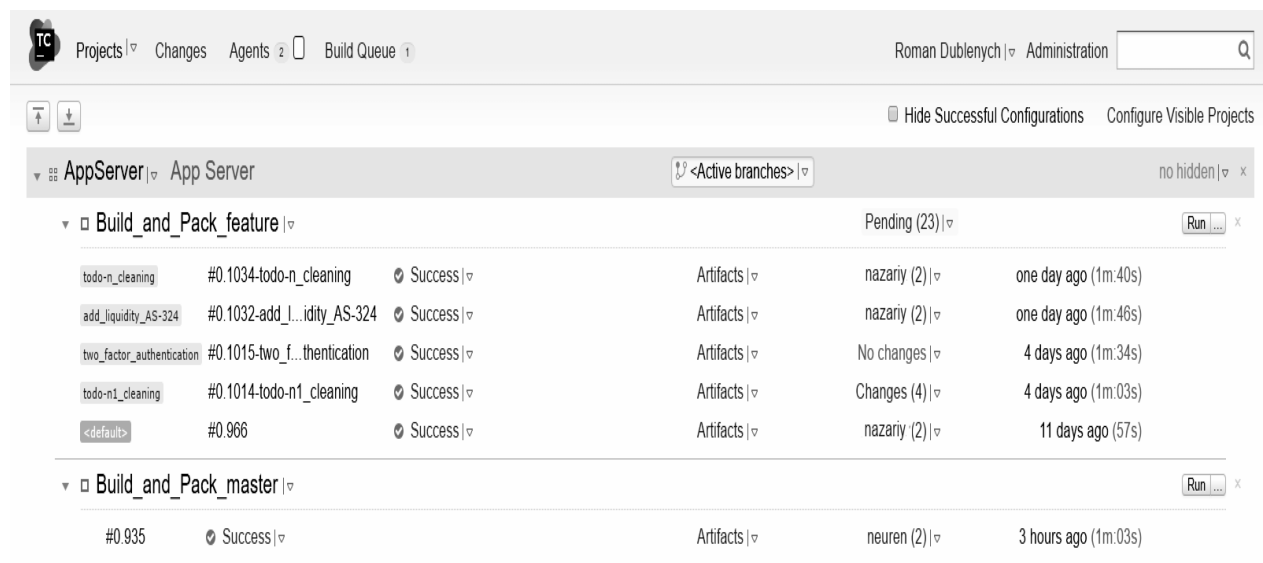 TC
Projects Changes Agents 2 Build Queue 1 Roman Dublenych Administration
Hide Successful Configurations Configure Visible Projects
AppServer App Server <Active branches> no hidden x
Build_and_Pack_feature Pending (23) Run ... x
todo-n_cleaning #0.1034-todo-n_cleaning Success Artifacts nazariy (2) one day ago (1m:40s)
add_liquidity_AS-324 #0.1032-add_l...idity_AS-324 Success Artifacts nazariy (2) one day ago (1m:46s)
two_factor_authentication #0.1015-two_f...thentication Success Artifacts No changes 4 days ago (1m:34s)
todo-n1_cleaning #0.1014-todo-n1_cleaning Success Artifacts Changes (4) 4 days ago (1m:03s)
<default> #0.966 Success Artifacts nazariy (2) 11 days ago (57s)
Build_and_Pack_master Run ... x
#0.935 Success Artifacts neuren (2) 3 hours ago (1m:03s)